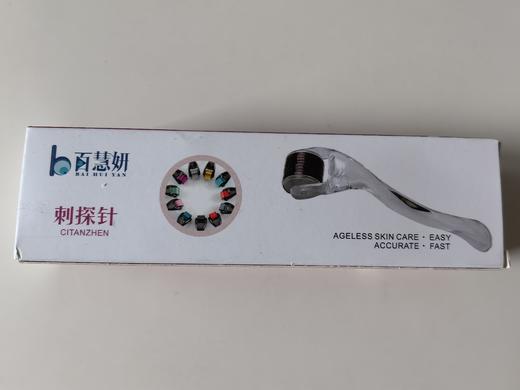 百慧妍
BAI HUI YAN
刺探针
CITANZHEN
AGELESS SKIN CARE · EASY
ACCURATE · FAST